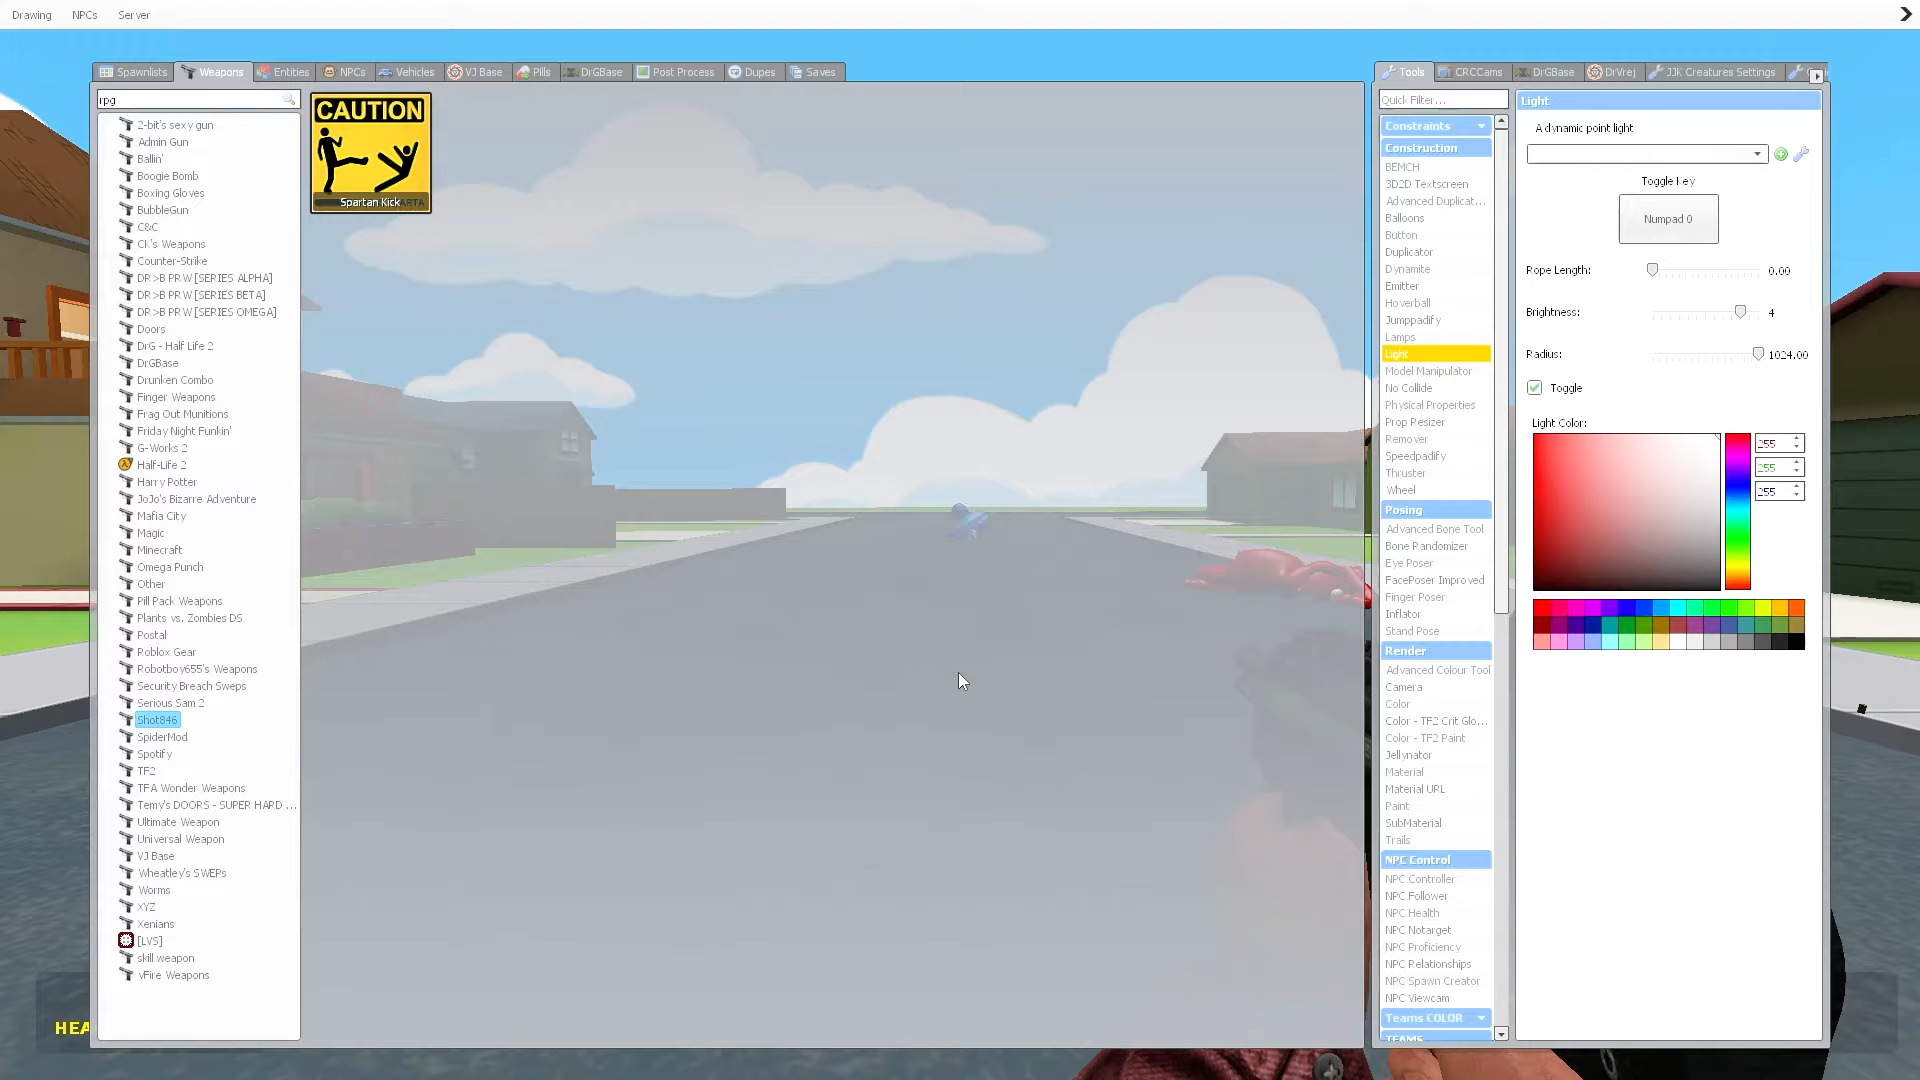 Drawing NPCs Server
Spawnlists Weapons Entities NPCs Vehicles VJ Base Pills DrGBase Post Process Dupes Saves
rpg
2-bit's sexy gun
Admin Gun
Ballin'
Boogie Bomb
Boxing Gloves
BubbleGun
C&C
CK's Weapons
Counter-Strike
DR>B PRW [SERIES ALPHA]
DR>B PRW [SERIES BETA]
DR>B PRW [SERIES OMEGA]
Doors
DrG - Half Life 2
DrGBase
Drunken Combo
Finger Weapons
Frag Out Munitions
Friday Night Funkin'
G-Works 2
Half-Life 2
Harry Potter
JoJo's Bizarre Adventure
Mafia City
Magic
Minecraft
Omega Punch
Other
Pill Pack Weapons
Plants vs. Zombies DS
Postal
Roblox Gear
Robotboy655's Weapons
Security Breach Sweps
Serious Sam 2
Shot846
SpiderMod
Spotify
TF2
TFA Wonder Weapons
Temy's DOORS - SUPER HARD ...
Ultimate Weapon
Universal Weapon
VJ Base
Wheatley's SWEPs
Worms
XYZ
Xenians
[LVS]
skill weapon
vFire Weapons
HEA
CAUTION
Spartan Kick
Tools CRCCams DrGBase DrVrej JJK Creatures Settings
Quick Filter...
Constraints
Construction
BEMCH
3D2D Textscreen
Advanced Duplicat...
Balloons
Button
Duplicator
Dynamite
Emitter
Hoverball
Jumppadify
Lamps
Light
Model Manipulator
No Collide
Physical Properties
Prop Resizer
Remover
Speedpadify
Thruster
Wheel
Posing
Advanced Bone Tool
Bone Randomizer
Eye Poser
FacePoser Improved
Finger Poser
Inflator
Stand Pose
Render
Advanced Colour Tool
Camera
Color
Color - TF2 Crit Glo...
Color - TF2 Paint
Jellynator
Material
Material URL
Paint
SubMaterial
Trails
NPC Control
NPC Controller
NPC Follower
NPC Health
NPC Notarget
NPC Proficiency
NPC Relationships
NPC Spawn Creator
NPC Viewcam
Teams COLOR
TEAMS
Light
A dynamic point light
Toggle Key
Numpad 0
Rope Length: 0.00
Brightness: 4
Radius: 1024.00
Toggle
Light Color:
255
255
255